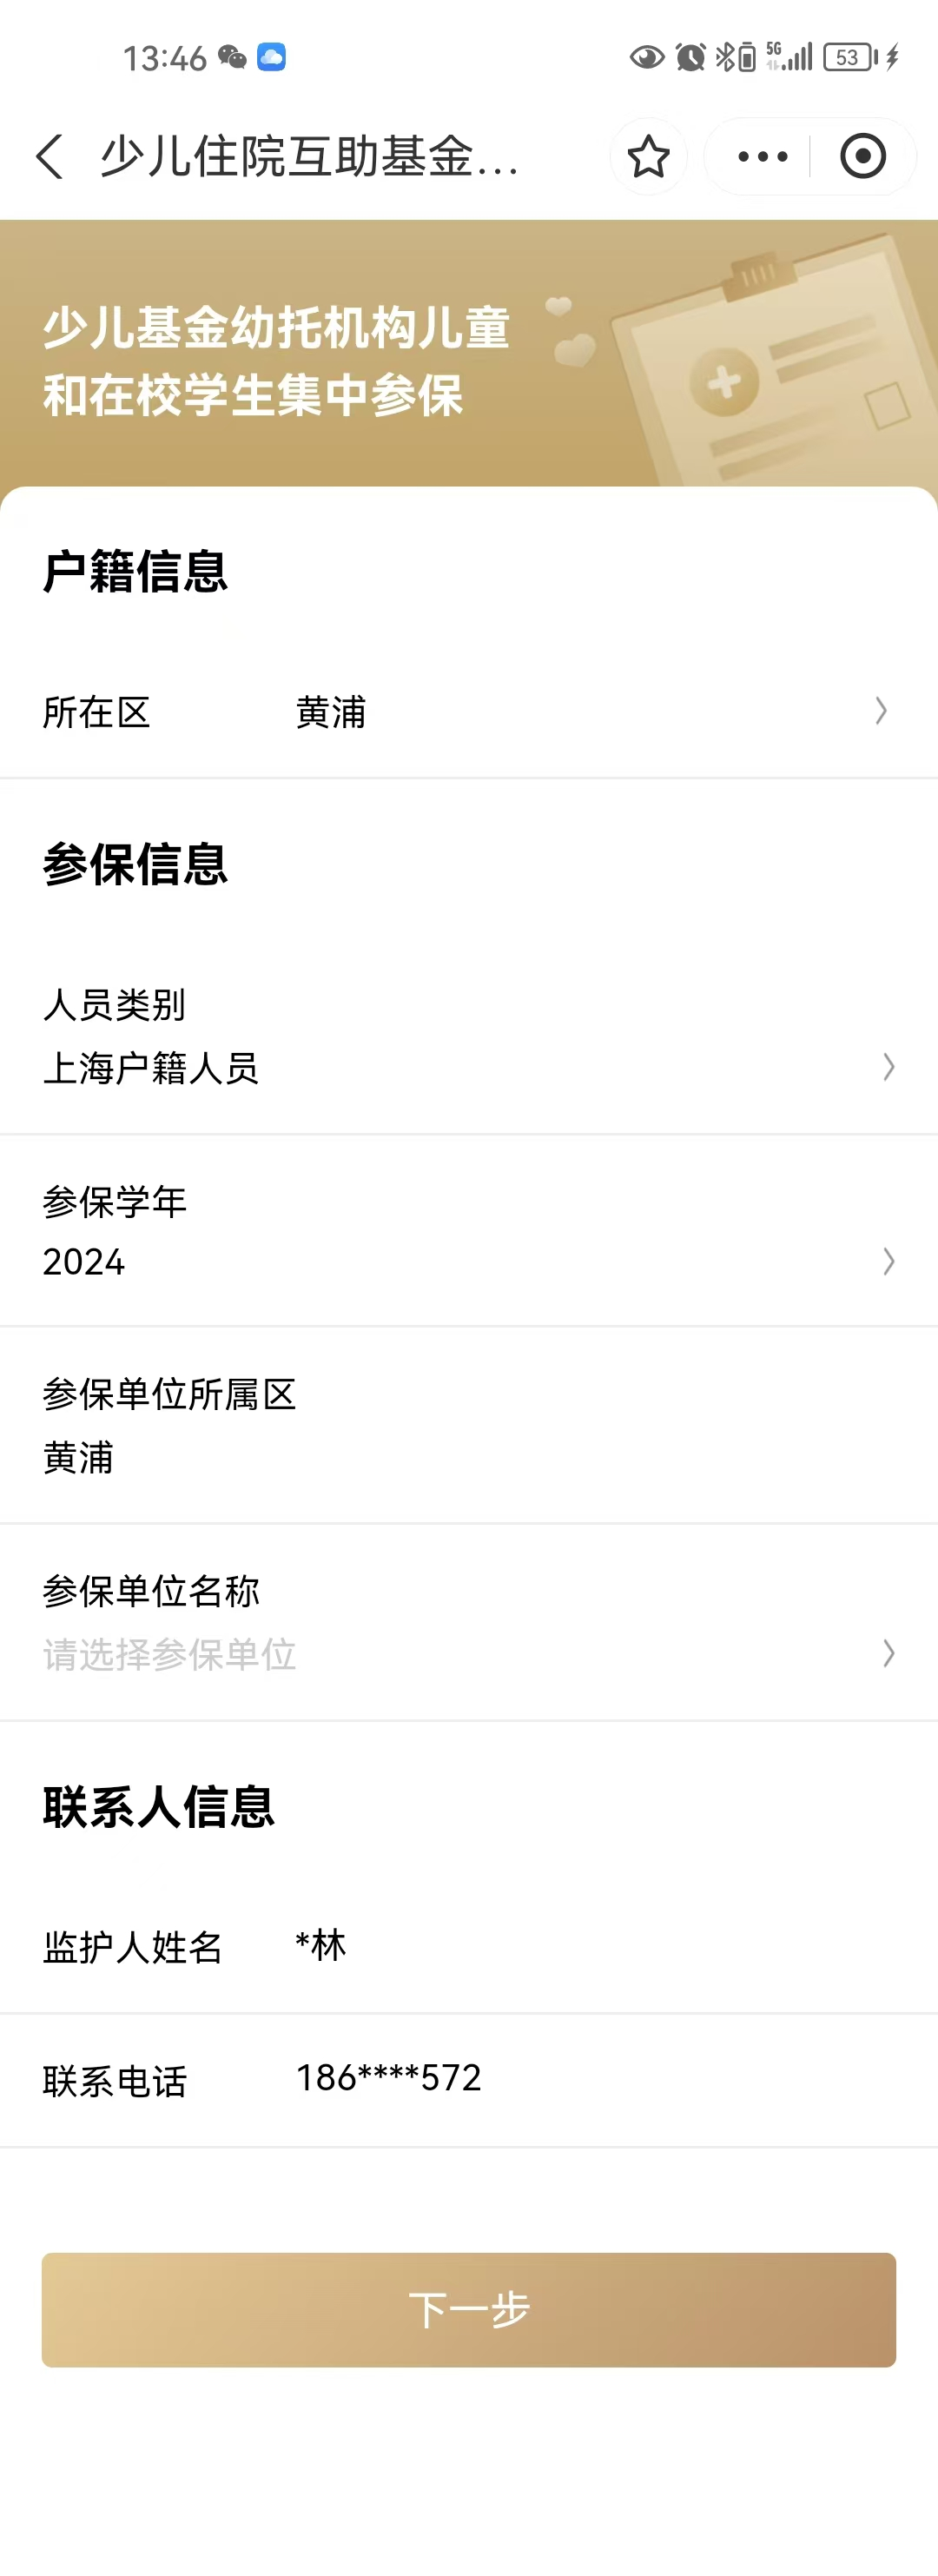 13:46
5G
53
少儿住院互助基金...
少儿基金幼托机构儿童
和在校学生集中参保
户籍信息
所在区 黄浦
参保信息
人员类别
上海户籍人员
参保学年
2024
参保单位所属区
黄浦
参保单位名称
请选择参保单位
联系人信息
监护人姓名 *林
联系电话 186****572
下一步